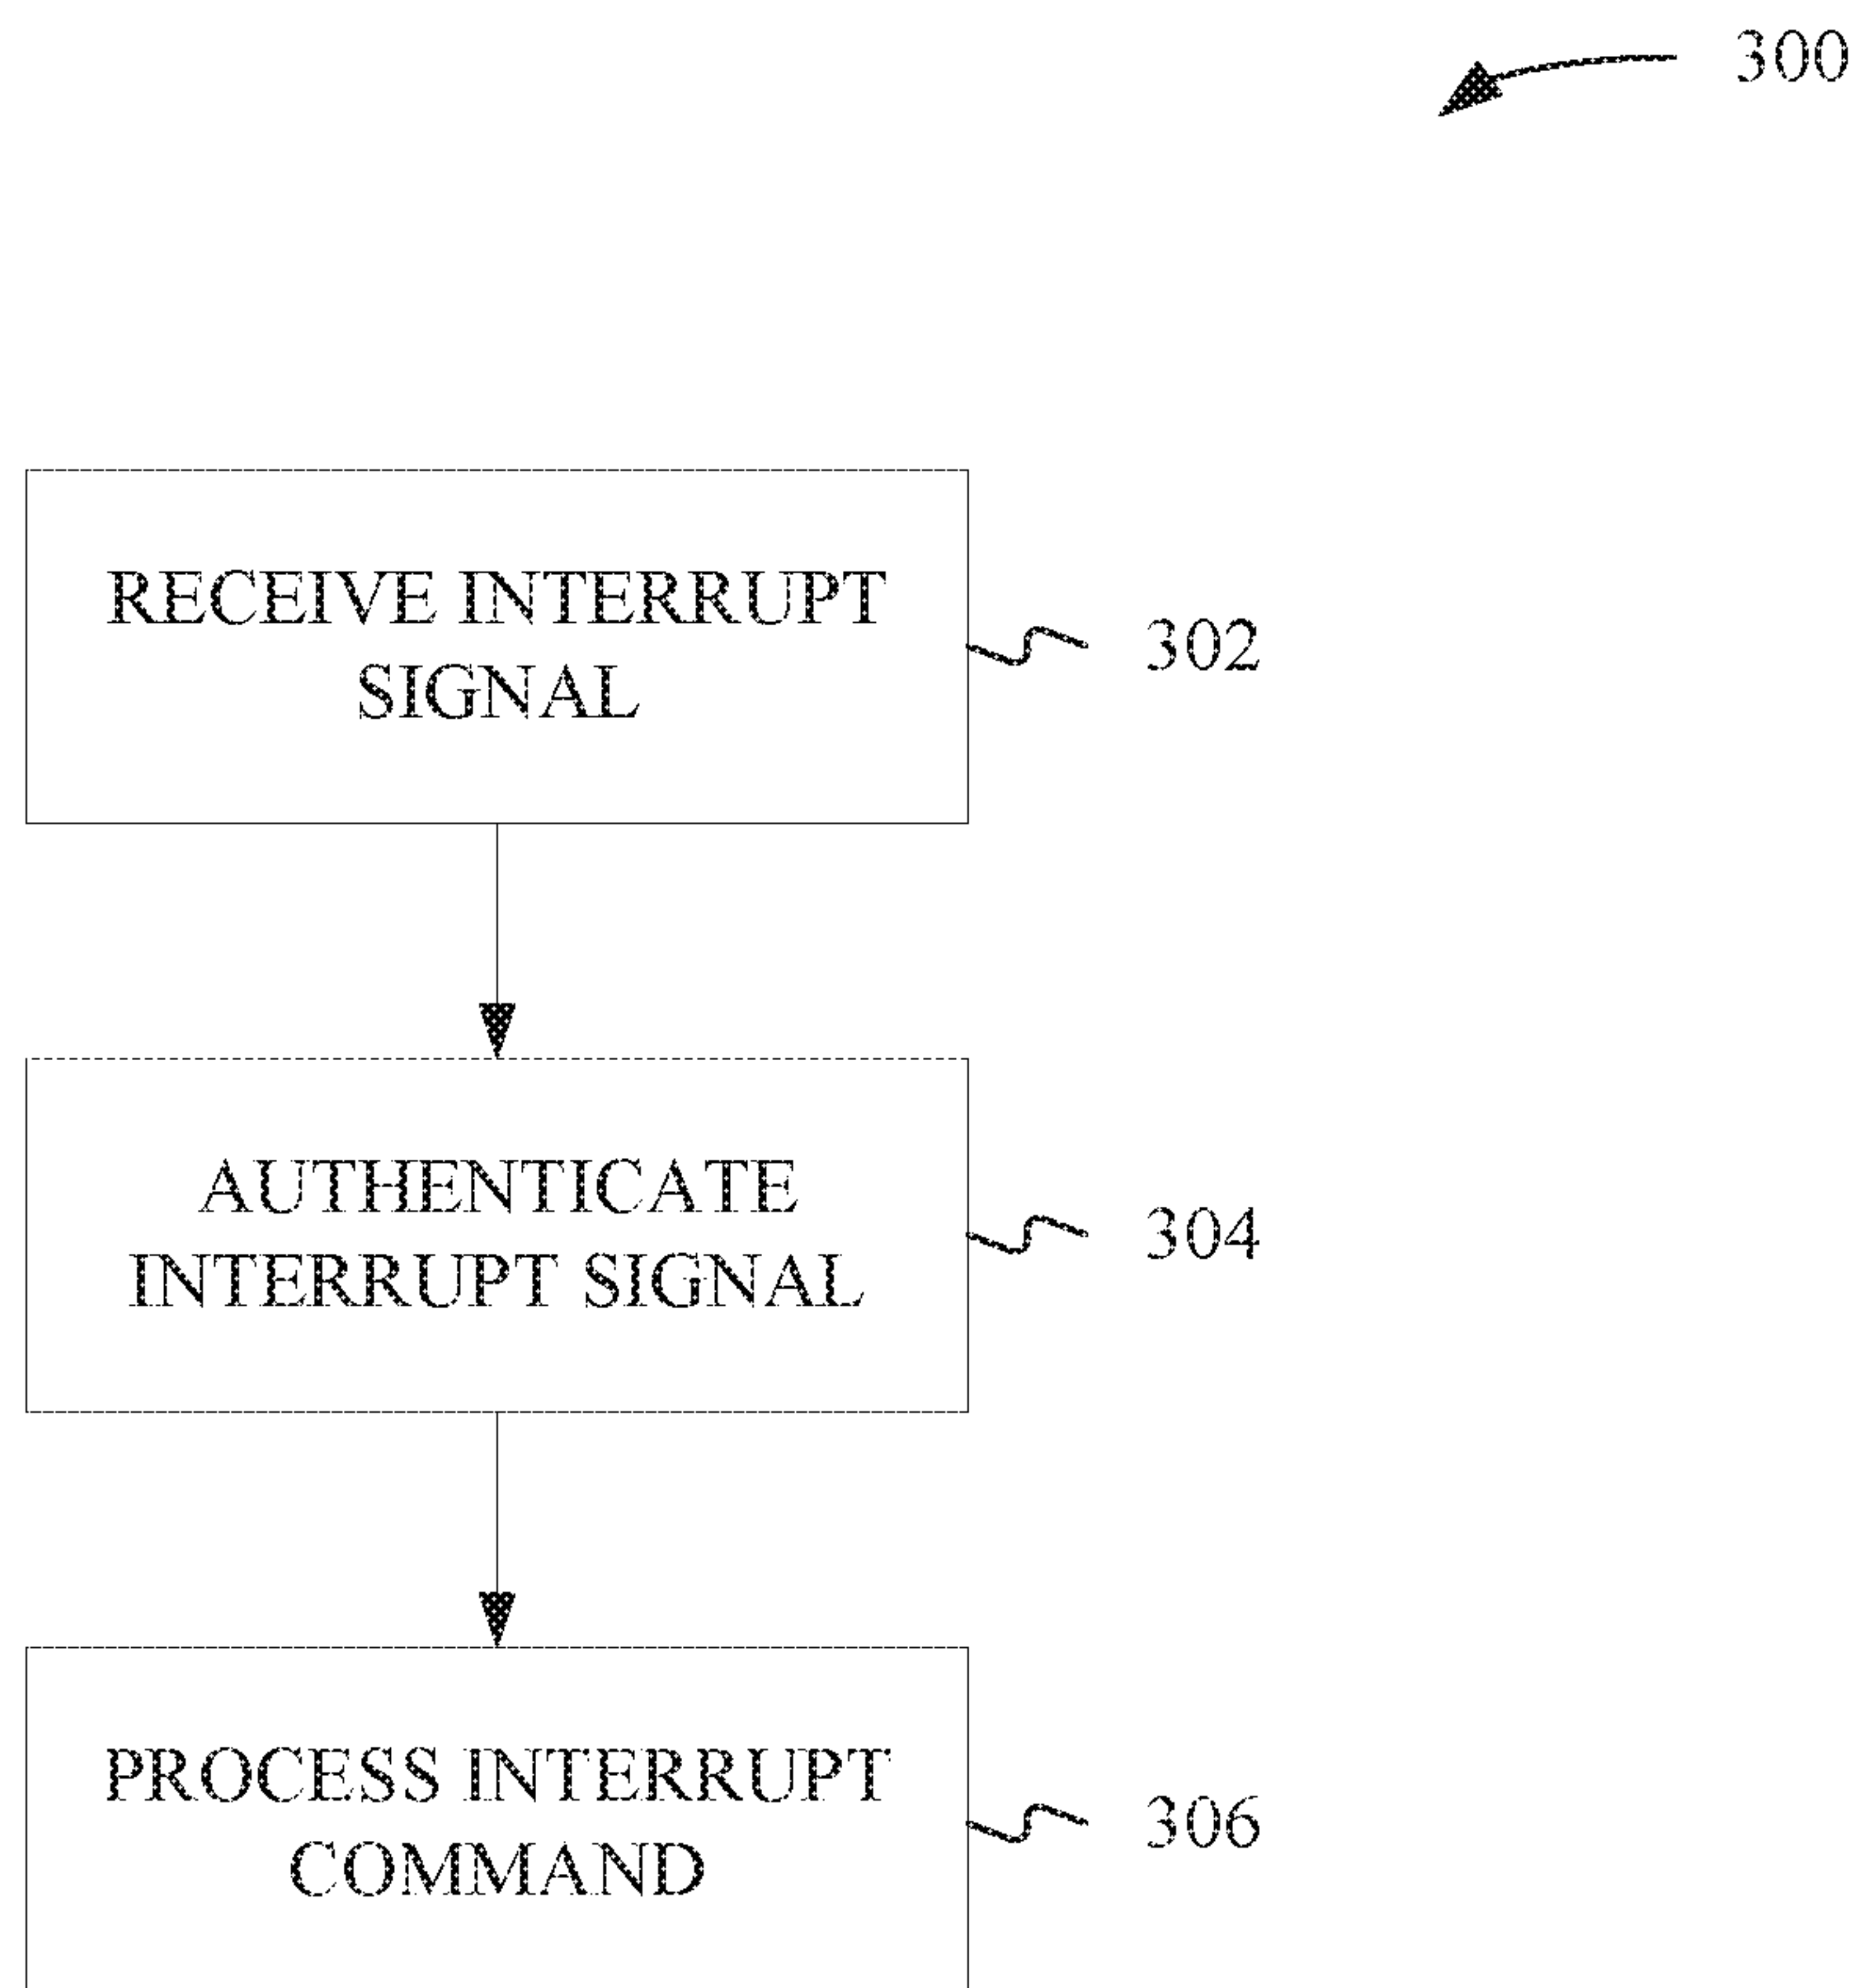 300
RECEIVE INTERRUPT
SIGNAL
302
AUTHENTICATE
INTERRUPT SIGNAL
304
PROCESS INTERRUPT
COMMAND
306